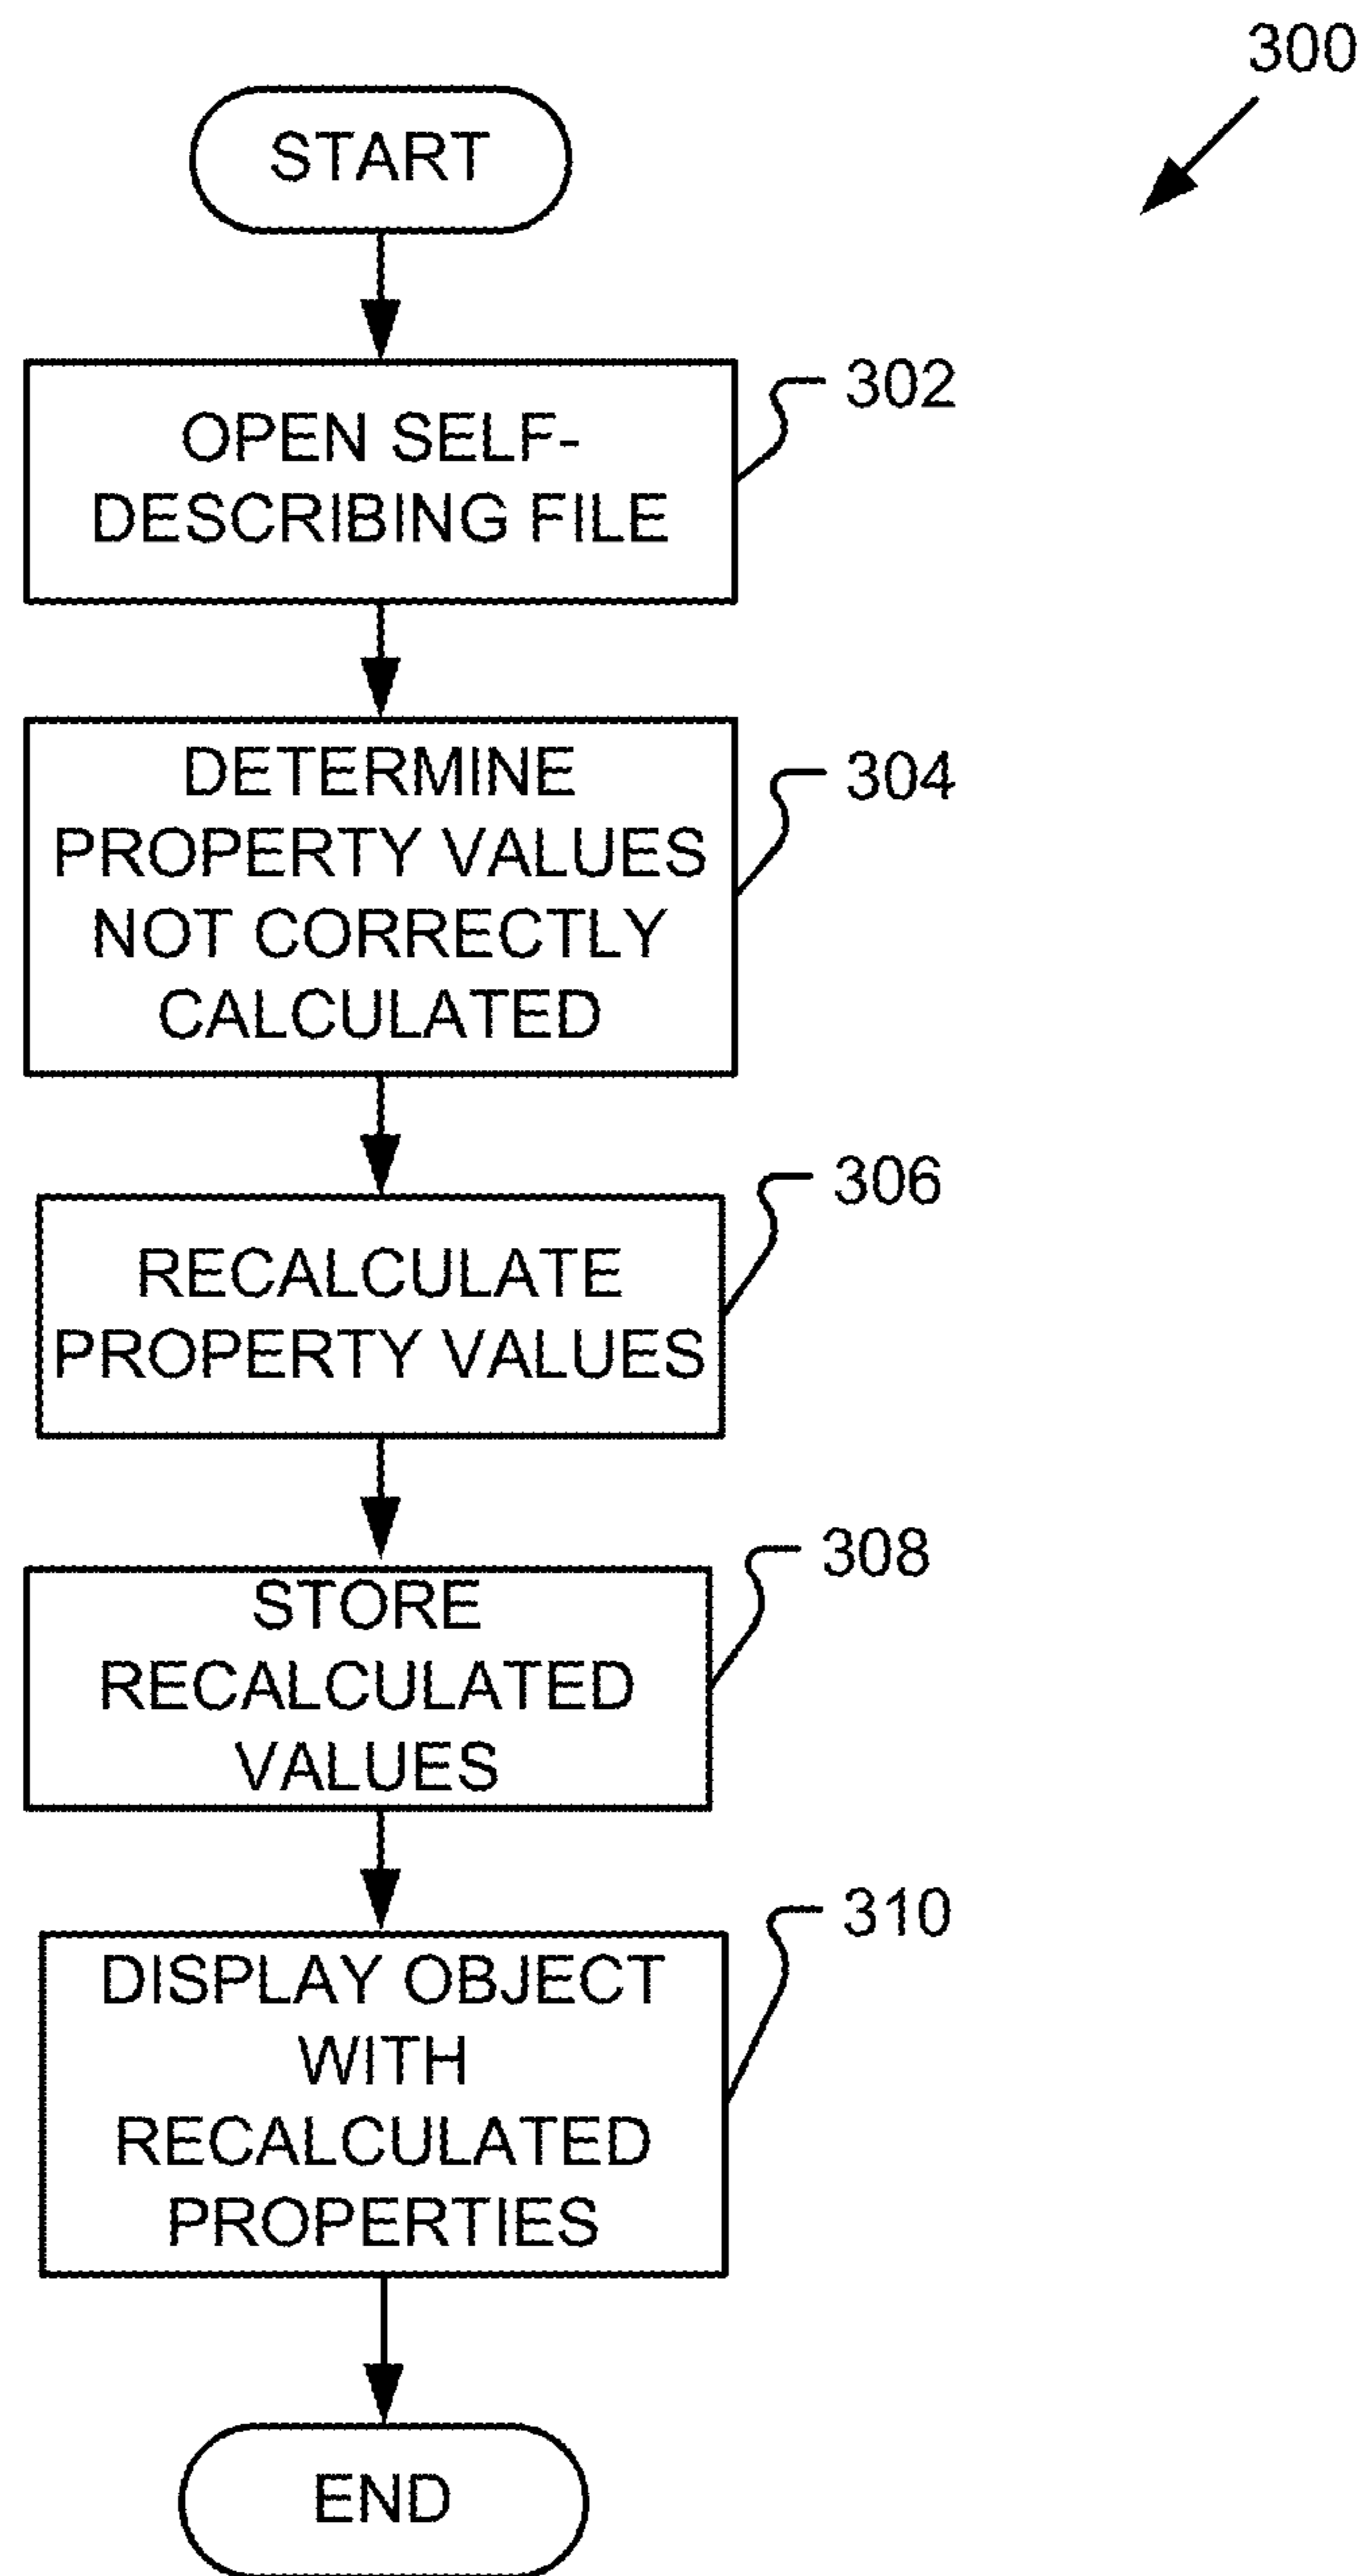 300
START
OPEN SELF-
DESCRIBING FILE
302
DETERMINE
PROPERTY VALUES
NOT CORRECTLY
CALCULATED
304
RECALCULATE
PROPERTY VALUES
306
STORE
RECALCULATED
VALUES
308
DISPLAY OBJECT
WITH
RECALCULATED
PROPERTIES
310
END